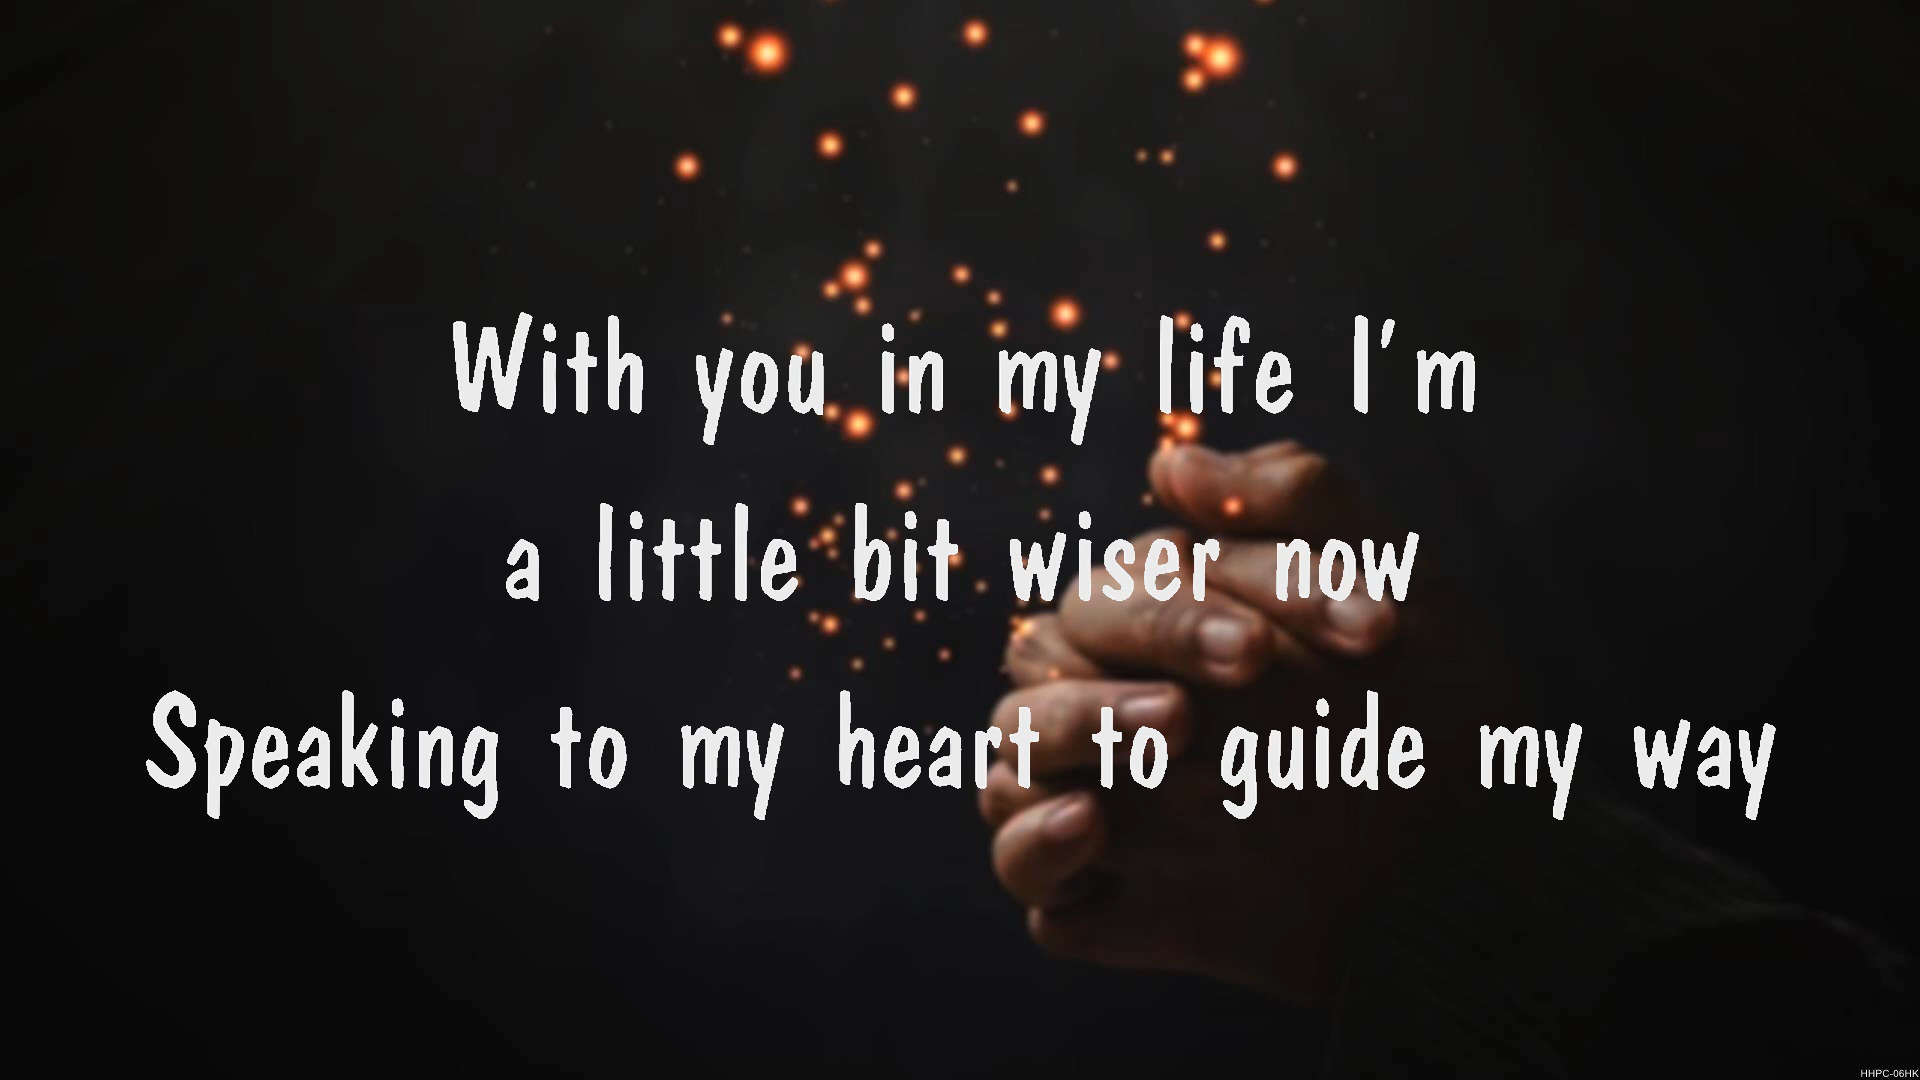 With you in my life I'm
a little bit wiser now
Speaking to my heart to guide my way
HHPC-06HK